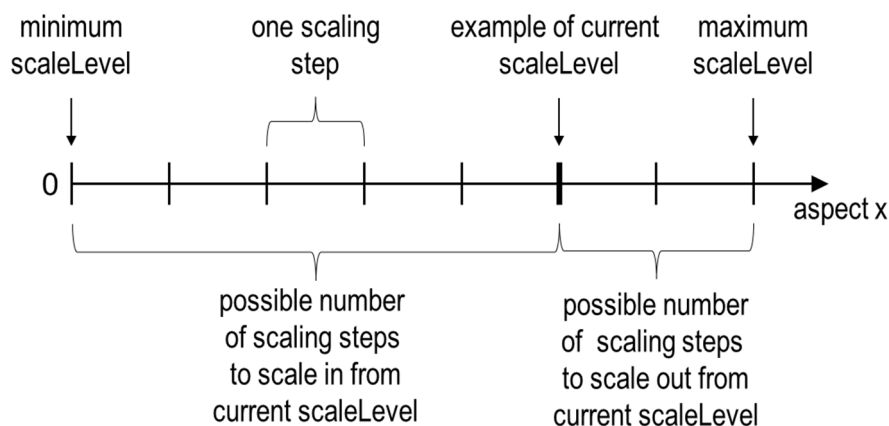 minimum
scaleLevel
one scaling
step
example of current
scaleLevel
maximum
scaleLevel
0
aspect x
possible number
of scaling steps
to scale in from
current scaleLevel
possible number
of scaling steps
to scale out from
current scaleLevel